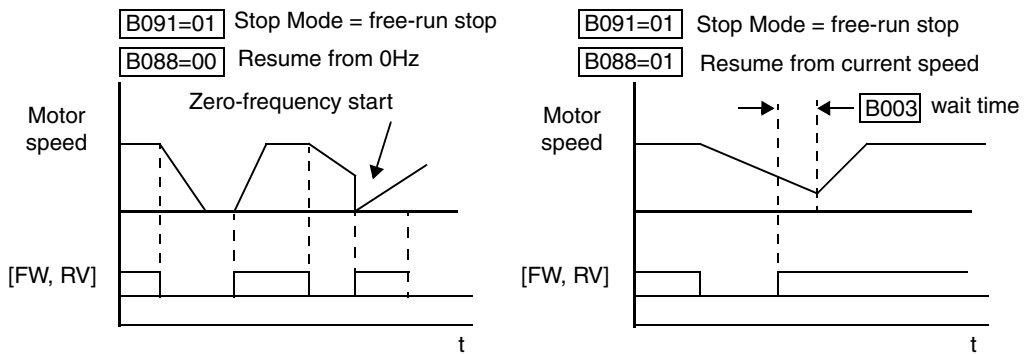 B091=01 Stop Mode = free-run stop
B088=00 Resume from 0Hz
Zero-frequency start
Motor
speed
[FW, RV]
t
B091=01 Stop Mode = free-run stop
B088=01 Resume from current speed
B003 wait time
Motor
speed
[FW, RV]
t